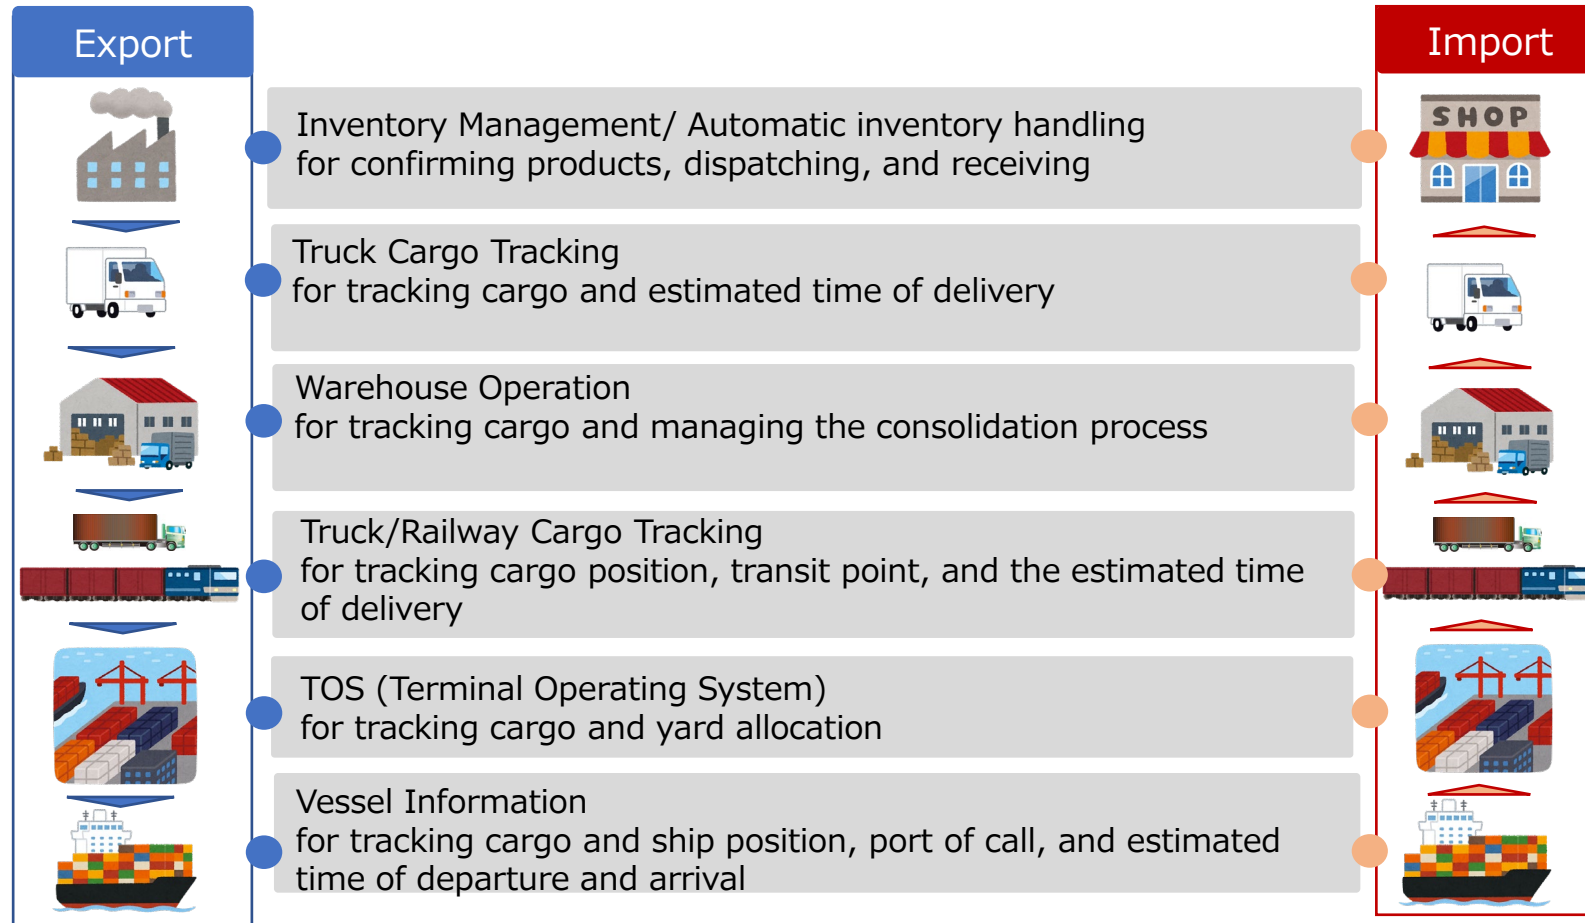 Export
Import
Inventory Management/ Automatic inventory handling
for confirming products, dispatching, and receiving
SHOP
Truck Cargo Tracking
for tracking cargo and estimated time of delivery
Warehouse Operation
for tracking cargo and managing the consolidation process
Truck/Railway Cargo Tracking
for tracking cargo position, transit point, and the estimated time
of delivery
TOS (Terminal Operating System)
for tracking cargo and yard allocation
Vessel Information
for tracking cargo and ship position, port of call, and estimated
time of departure and arrival